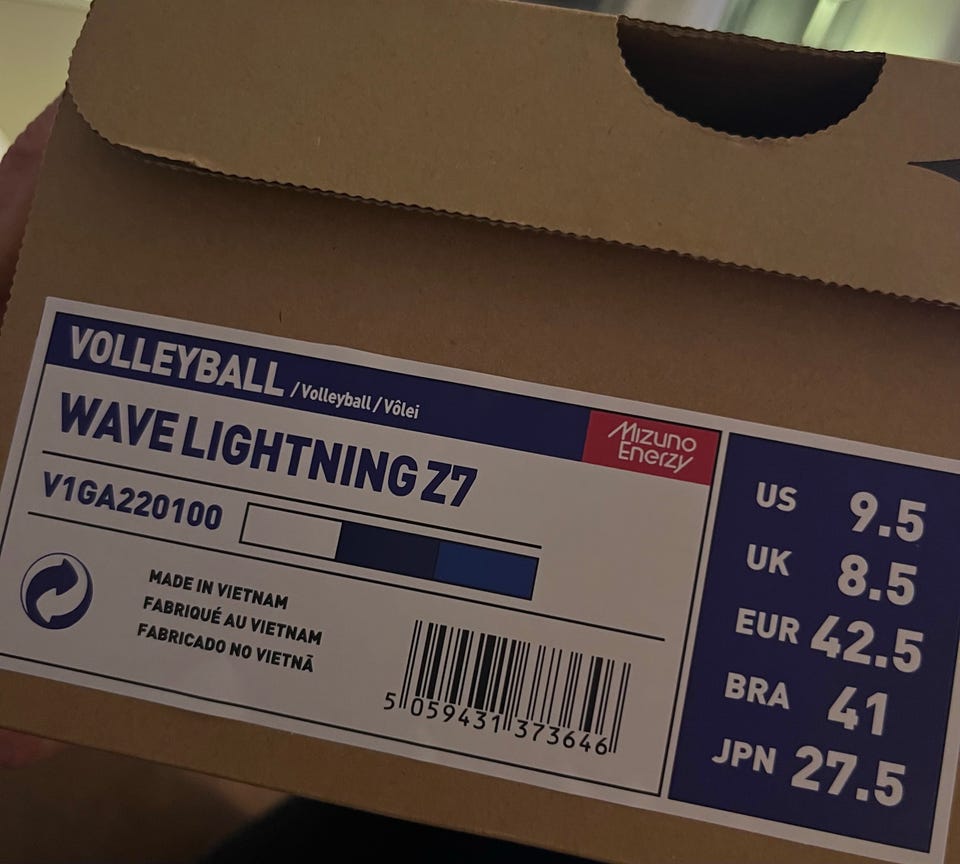 VOLLEYBALL / Volleyball / Vôlei
Mizuno
Enerzy
WAVE LIGHTNING Z7
V1GA220100
MADE IN VIETNAM
FABRIQUÉ AU VIETNAM
FABRICADO NO VIETNÃ
5 059431 373646
US 9.5
UK 8.5
EUR 42.5
BRA 41
JPN 27.5